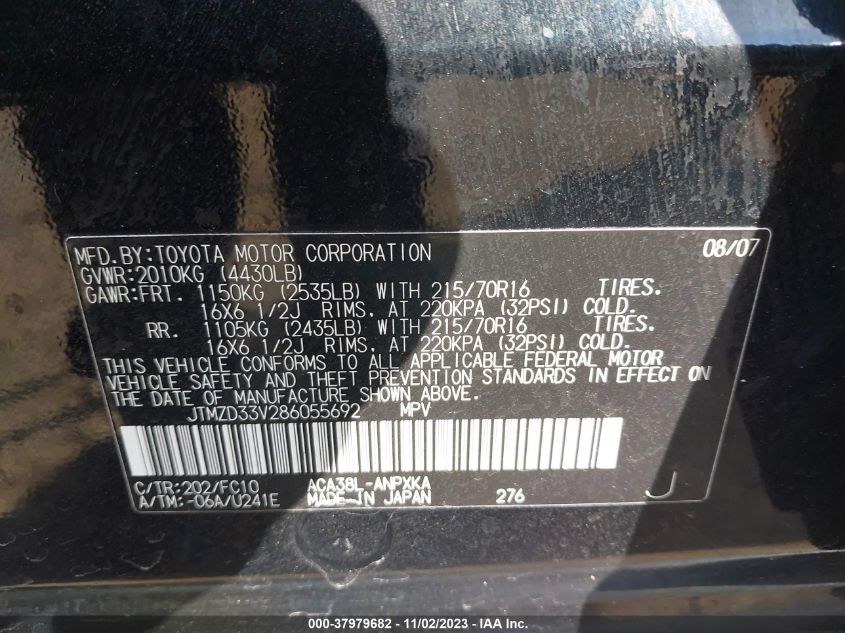 MFD.BY:TOYOTA MOTOR CORPORATION 08/07
GVWR:2010KG (4430LB)
GAWR:FRT. 1150KG (2535LB) WITH 215/70R16 TIRES.
16X6 1/2J RIMS, AT 220KPA (32PSI) COLD.
RR. 1105KG (2435LB) WITH 215/70R16 TIRES.
16X6 1/2J RIMS, AT 220KPA (32PSI) COLD.
THIS VEHICLE CONFORMS TO ALL APPLICABLE FEDERAL MOTOR
VEHICLE SAFETY AND THEFT PREVENTION STANDARDS IN EFFECT ON
THE DATE OF MANUFACTURE SHOWN ABOVE.
JTMZD33V286055692 MPV
C/TR:202/FC10 ACA38L-ANPXKA
A/TM:-06A/U241E MADE IN JAPAN 276 J
000-37979682 - 11/02/2023 - IAA Inc.